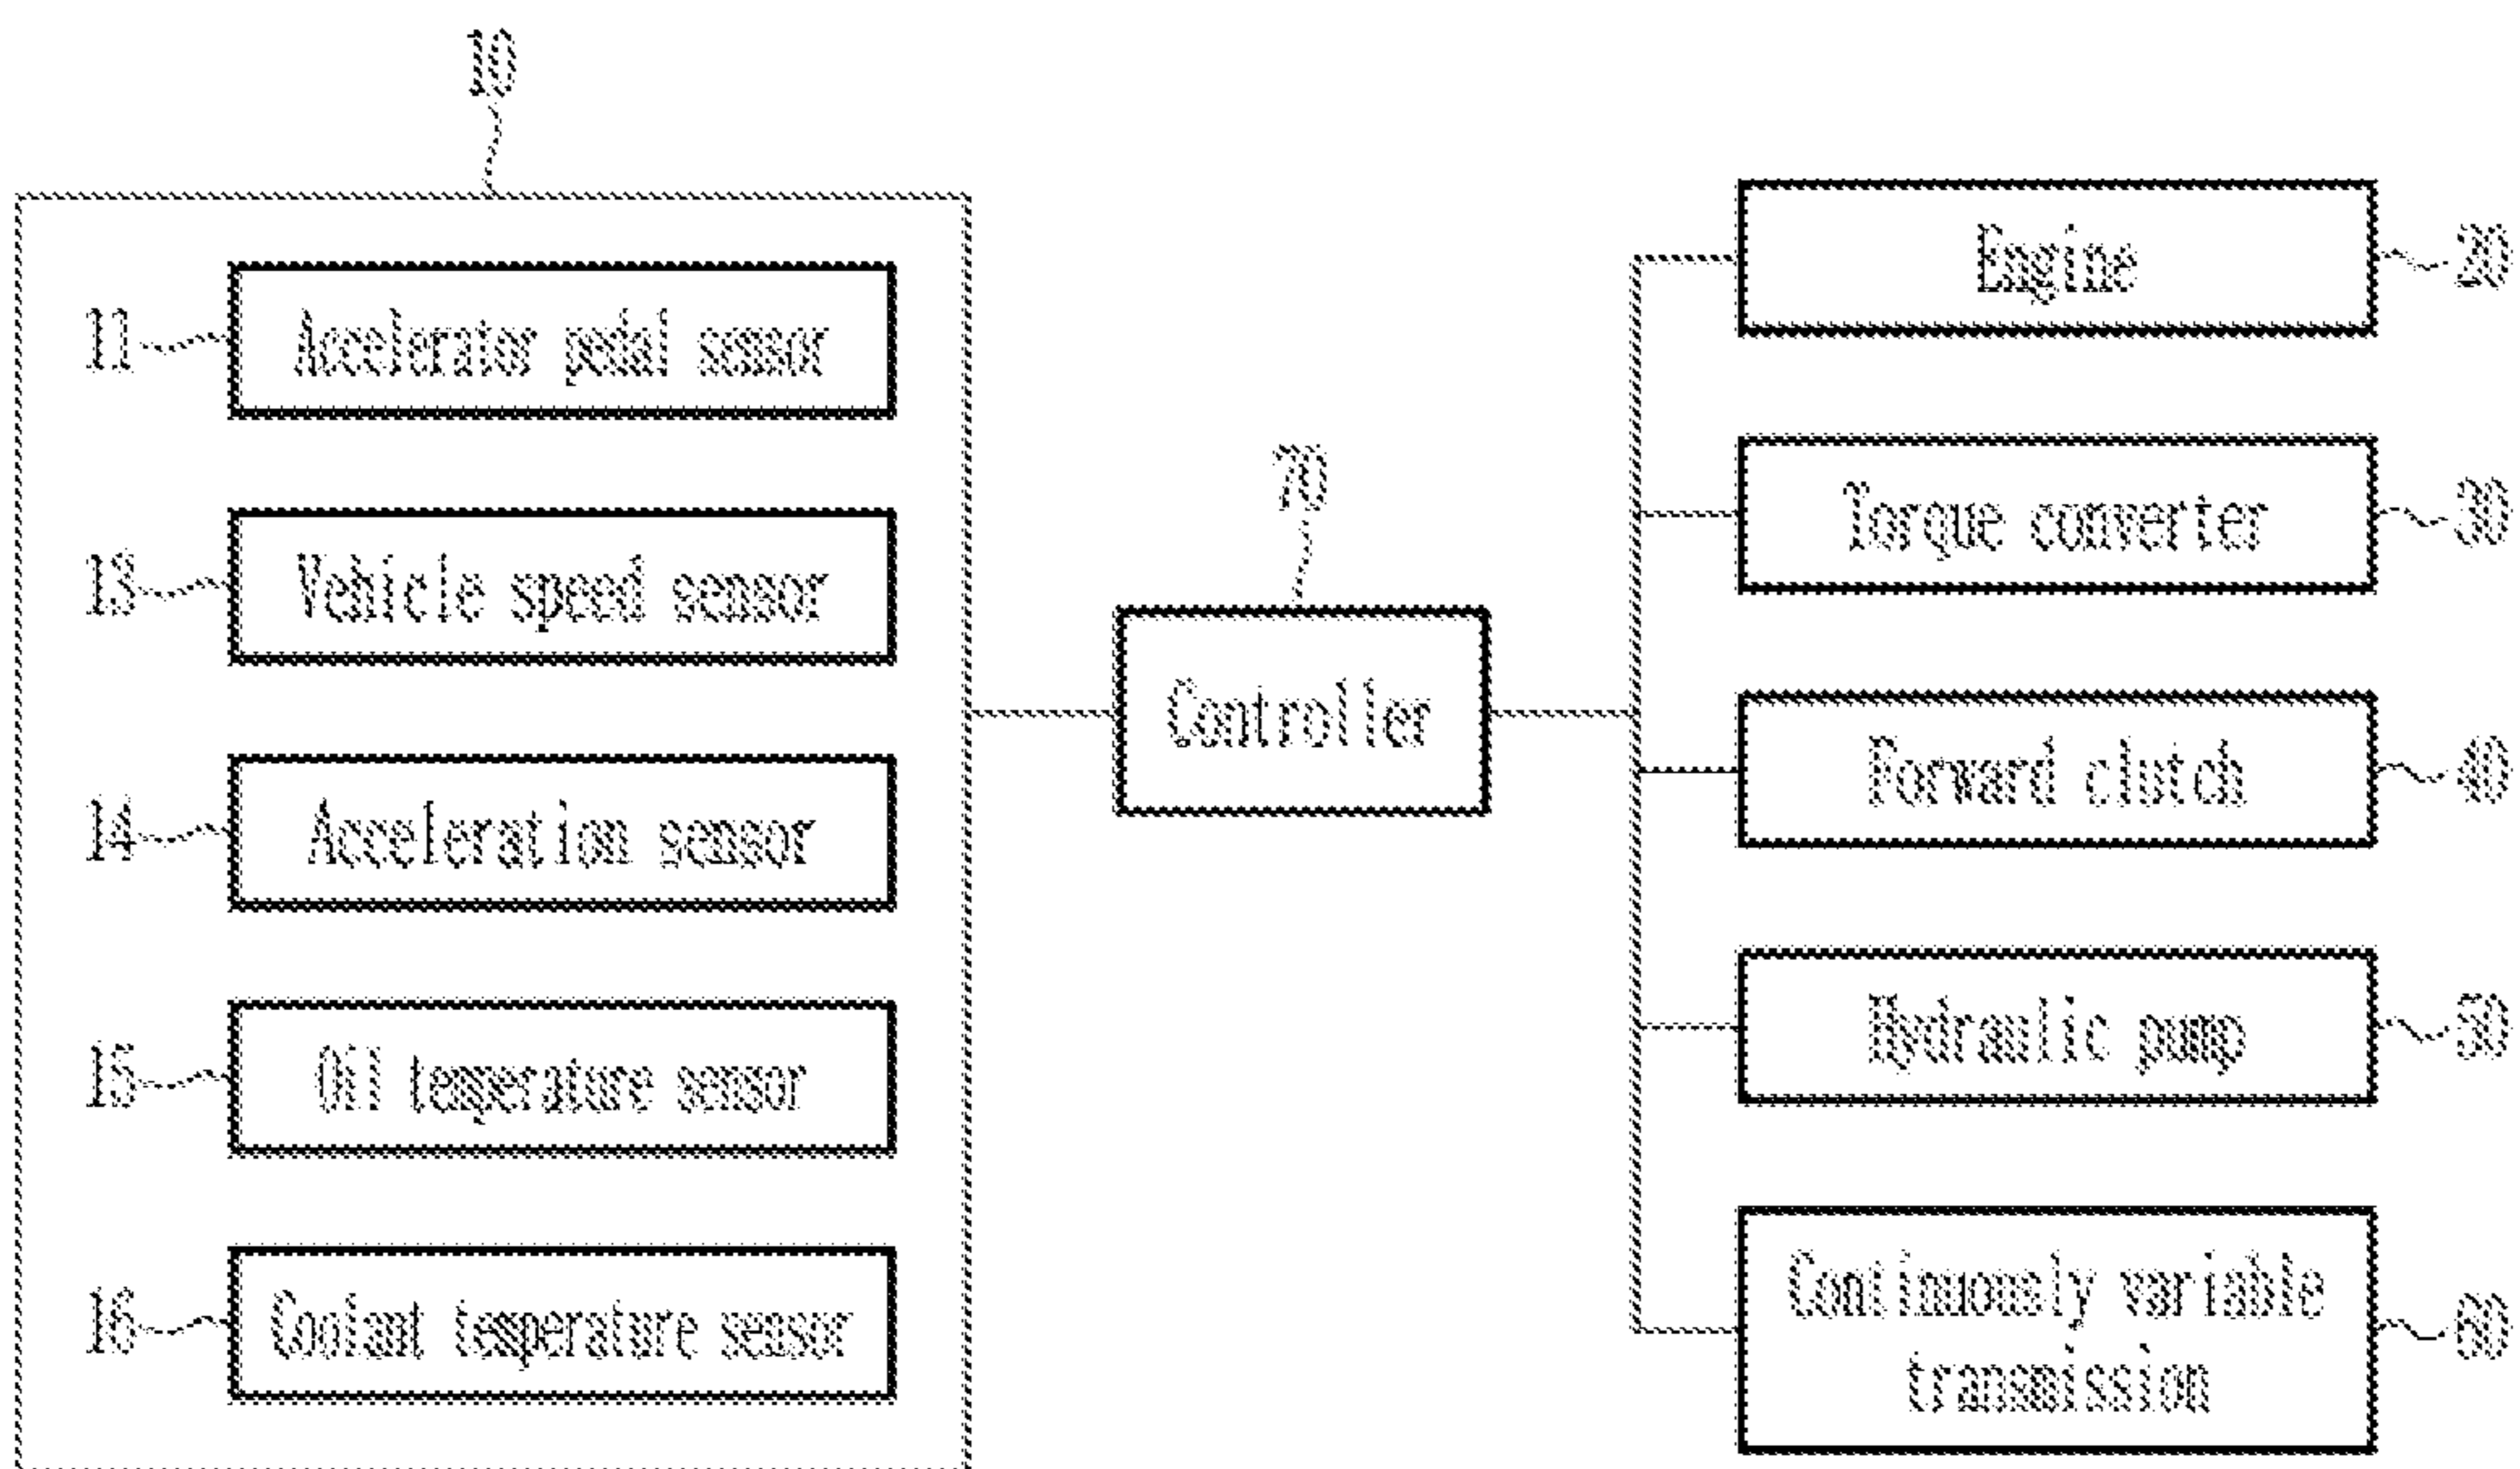 10
11 Accelerator pedal sensor
13 Vehicle speed sensor
14 Acceleration sensor
15 Oil temperature sensor
16 Coolant temperature sensor
70
Controller
Engine 20
Torque converter 30
Forward clutch 40
Hydraulic pump 50
Continuously variable
transmission 60